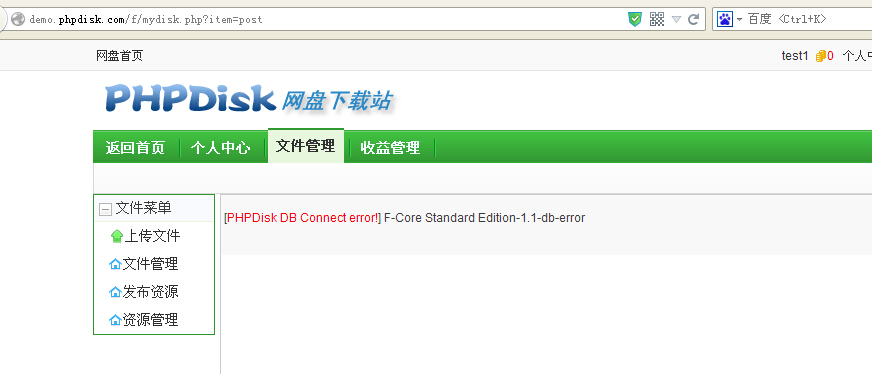 demo.phpdisk.com/f/mydisk.php?item=post
百度 <Ctrl+K>
网盘首页
test1 0 个人中
PHPDisk 网盘下载站
返回首页 个人中心 文件管理 收益管理
文件菜单
[PHPDisk DB Connect error!] F-Core Standard Edition-1.1-db-error
上传文件
文件管理
发布资源
资源管理